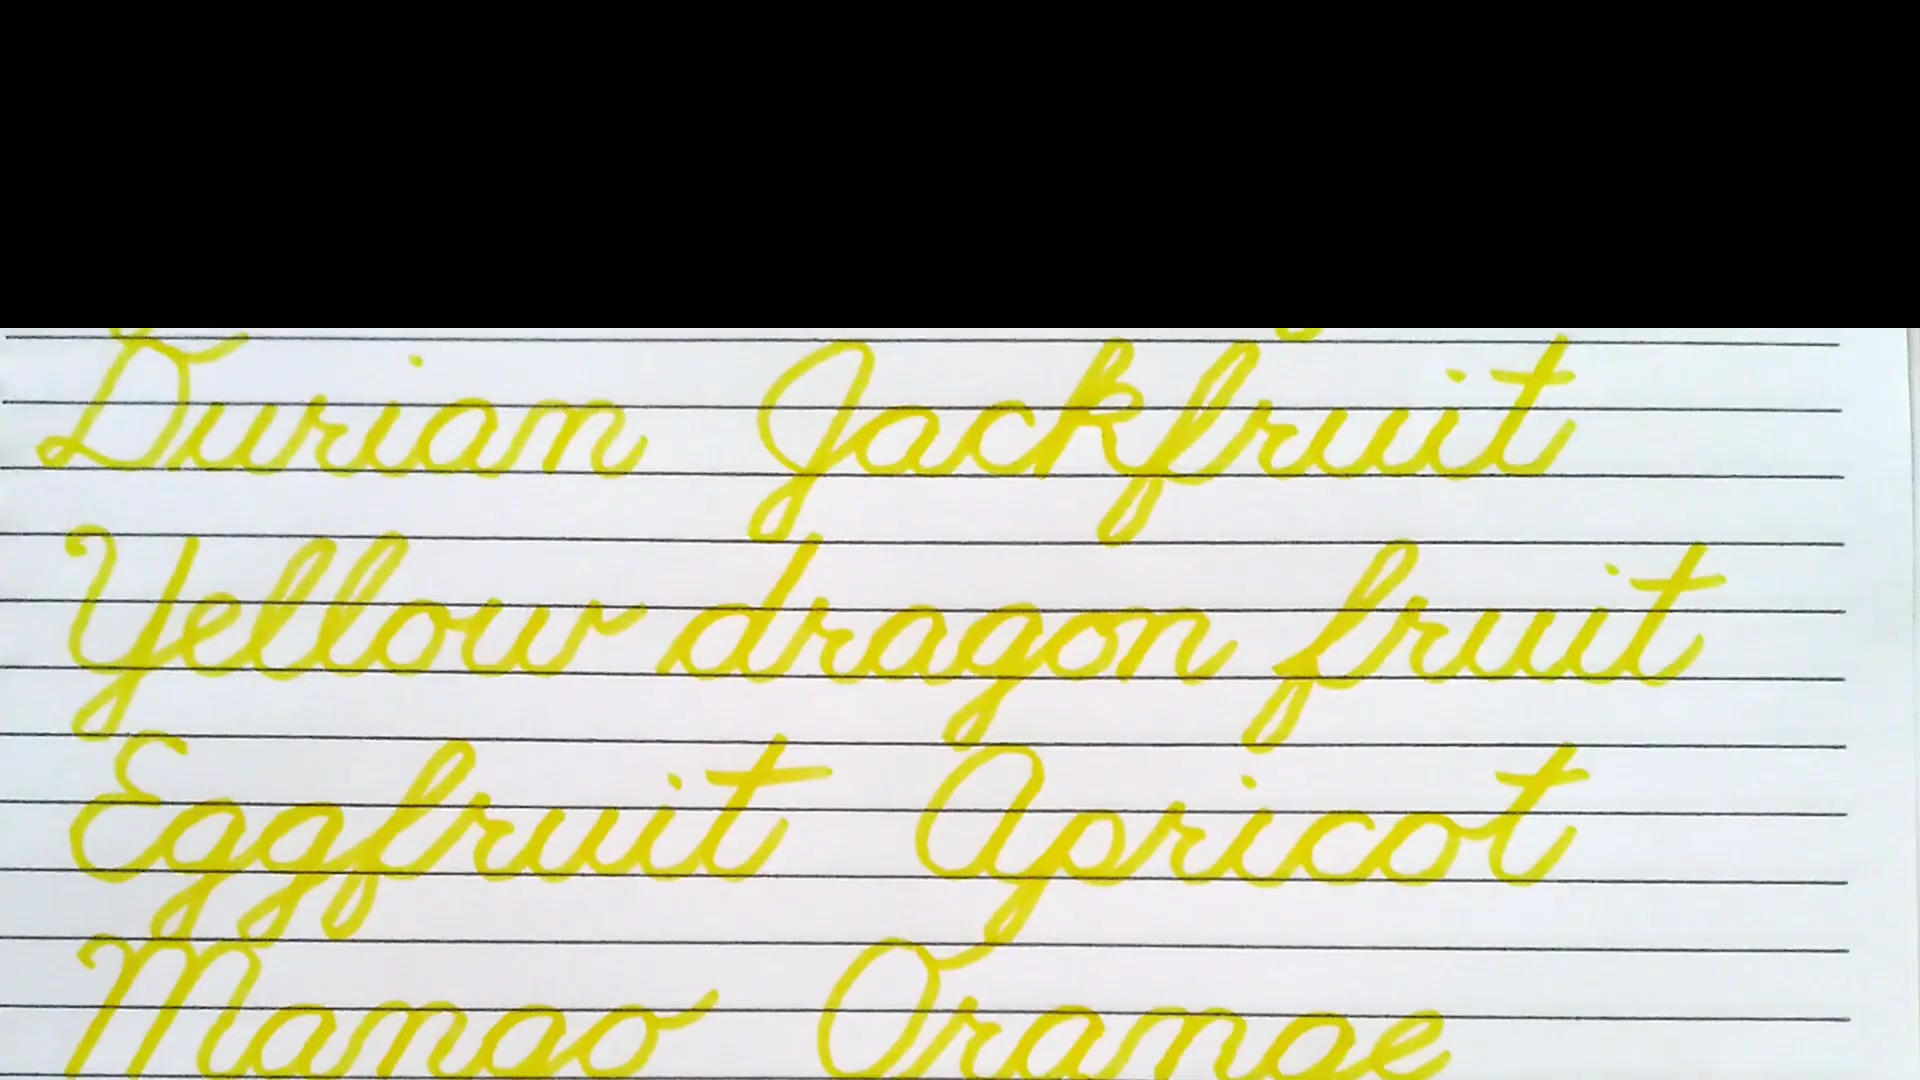 Durian Jackfruit
Yellow dragon fruit
Eggfruit Apricot
Mango Orange